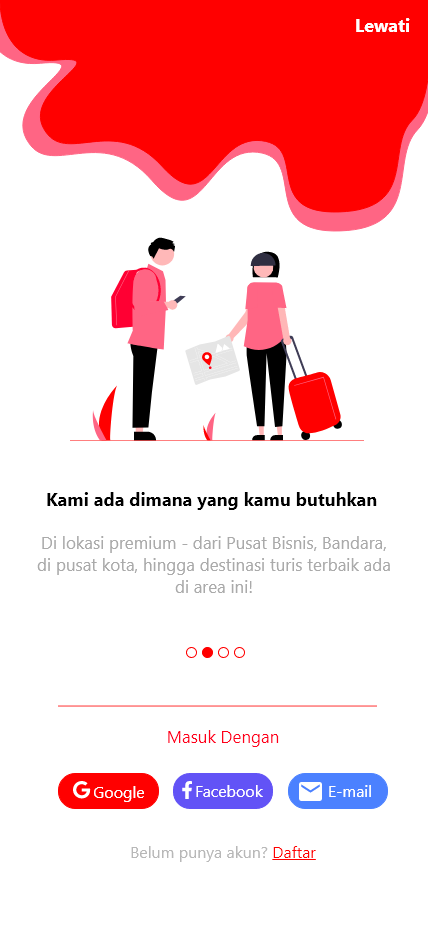 Lewati
Kami ada dimana yang kamu butuhkan
Di lokasi premium - dari Pusat Bisnis, Bandara,
di pusat kota, hingga destinasi turis terbaik ada
di area ini!
Masuk Dengan
Google
Facebook
E-mail
Belum punya akun? Daftar